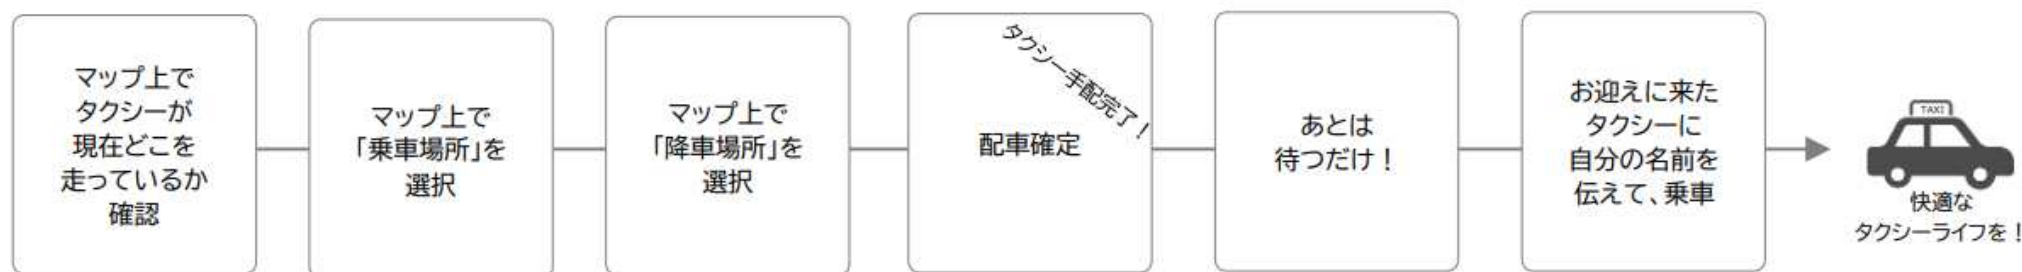 マップ上で
タクシーが
現在どこを
走っているか
確認
マップ上で
「乗車場所」を
選択
マップ上で
「降車場所」を
選択
タクシー手配完了！
配車確定
あとは
待つだけ！
お迎えに来た
タクシーに
自分の名前を
伝えて、乗車
TAXI
快適な
タクシーライフを！